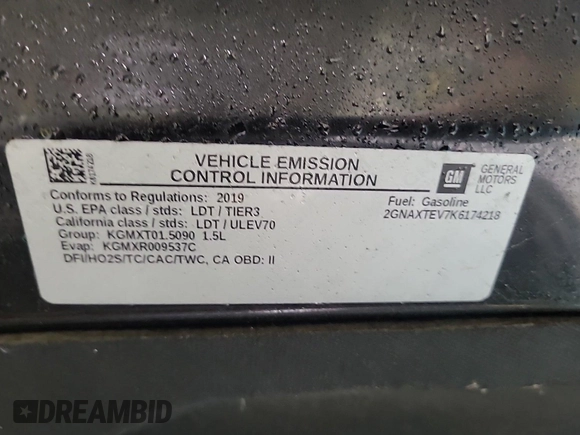 VEHICLE EMISSION
CONTROL INFORMATION
GM
GENERAL
MOTORS
LLC
Conforms to Regulations: 2019
U.S. EPA class / stds: LDT / TIER3
California class / stds: LDT / ULEV70
Group: KGMXT01.5090 1.5L
Evap: KGMXR009537C
DFI/HO2S/TC/CAC/TWC, CA OBD: II
Fuel: Gasoline
2GNAXTEV7K6174218
DREAMBID